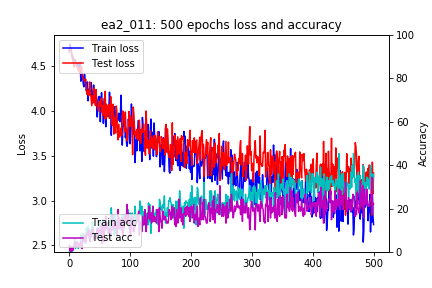 ea2_011: 500 epochs loss and accuracy
Train loss
Test loss
Train acc
Test acc
Loss
4.5
4.0
3.5
3.0
2.5
Accuracy
100
80
60
40
20
0
0 100 200 300 400 500